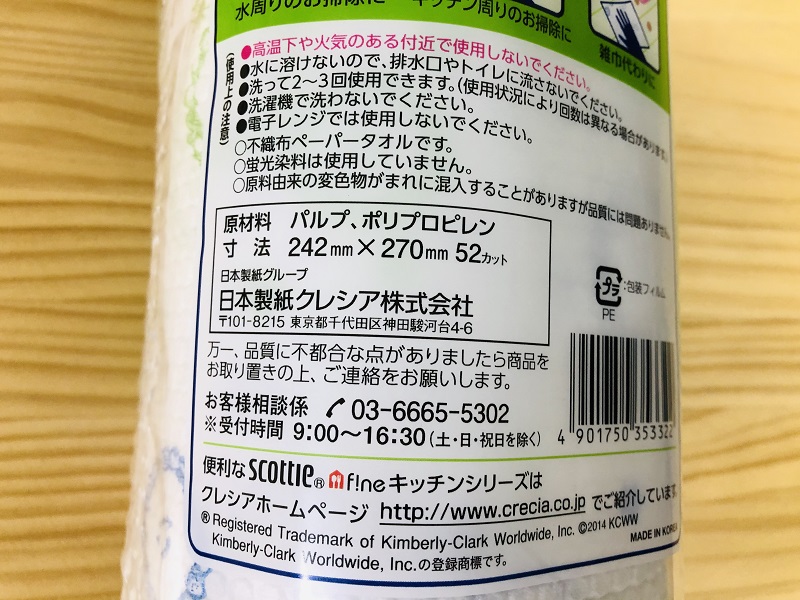 水周りのお掃除に キッチン周りのお掃除に
雑巾代わりに
(使用上の注意)
●高温下や火気のある付近で使用しないでください。
●水に溶けないので、排水口やトイレに流さないでください。
●洗って2〜3回使用できます。(使用状況により回数は異なる場合があります。)
●洗濯機で洗わないでください。
●電子レンジでは使用しないでください。
○不織布ペーパータオルです。
○蛍光染料は使用していません。
○原料由来の変色物がまれに混入することがありますが品質には問題ありません。
原材料 パルプ、ポリプロピレン
寸法 242mm×270mm 52カット
日本製紙グループ
日本製紙クレシア株式会社
〒101-8215 東京都千代田区神田駿河台4-6
プラ :包装フィルム
PE
万一、品質に不都合な点がありましたら商品を
お取り置きの上、ご連絡をお願いします。
お客様相談係 03-6665-5302
※受付時間 9:00〜16:30(土・日・祝日を除く)
4 901750 353322
便利なscottie® f!neキッチンシリーズは
クレシアホームページ http://www.crecia.co.jp でご紹介しています。
® Registered Trademark of Kimberly-Clark Worldwide, Inc. ©2014 KCWW
Kimberly-Clark Worldwide, Inc.の登録商標です。
MADE IN KOREA